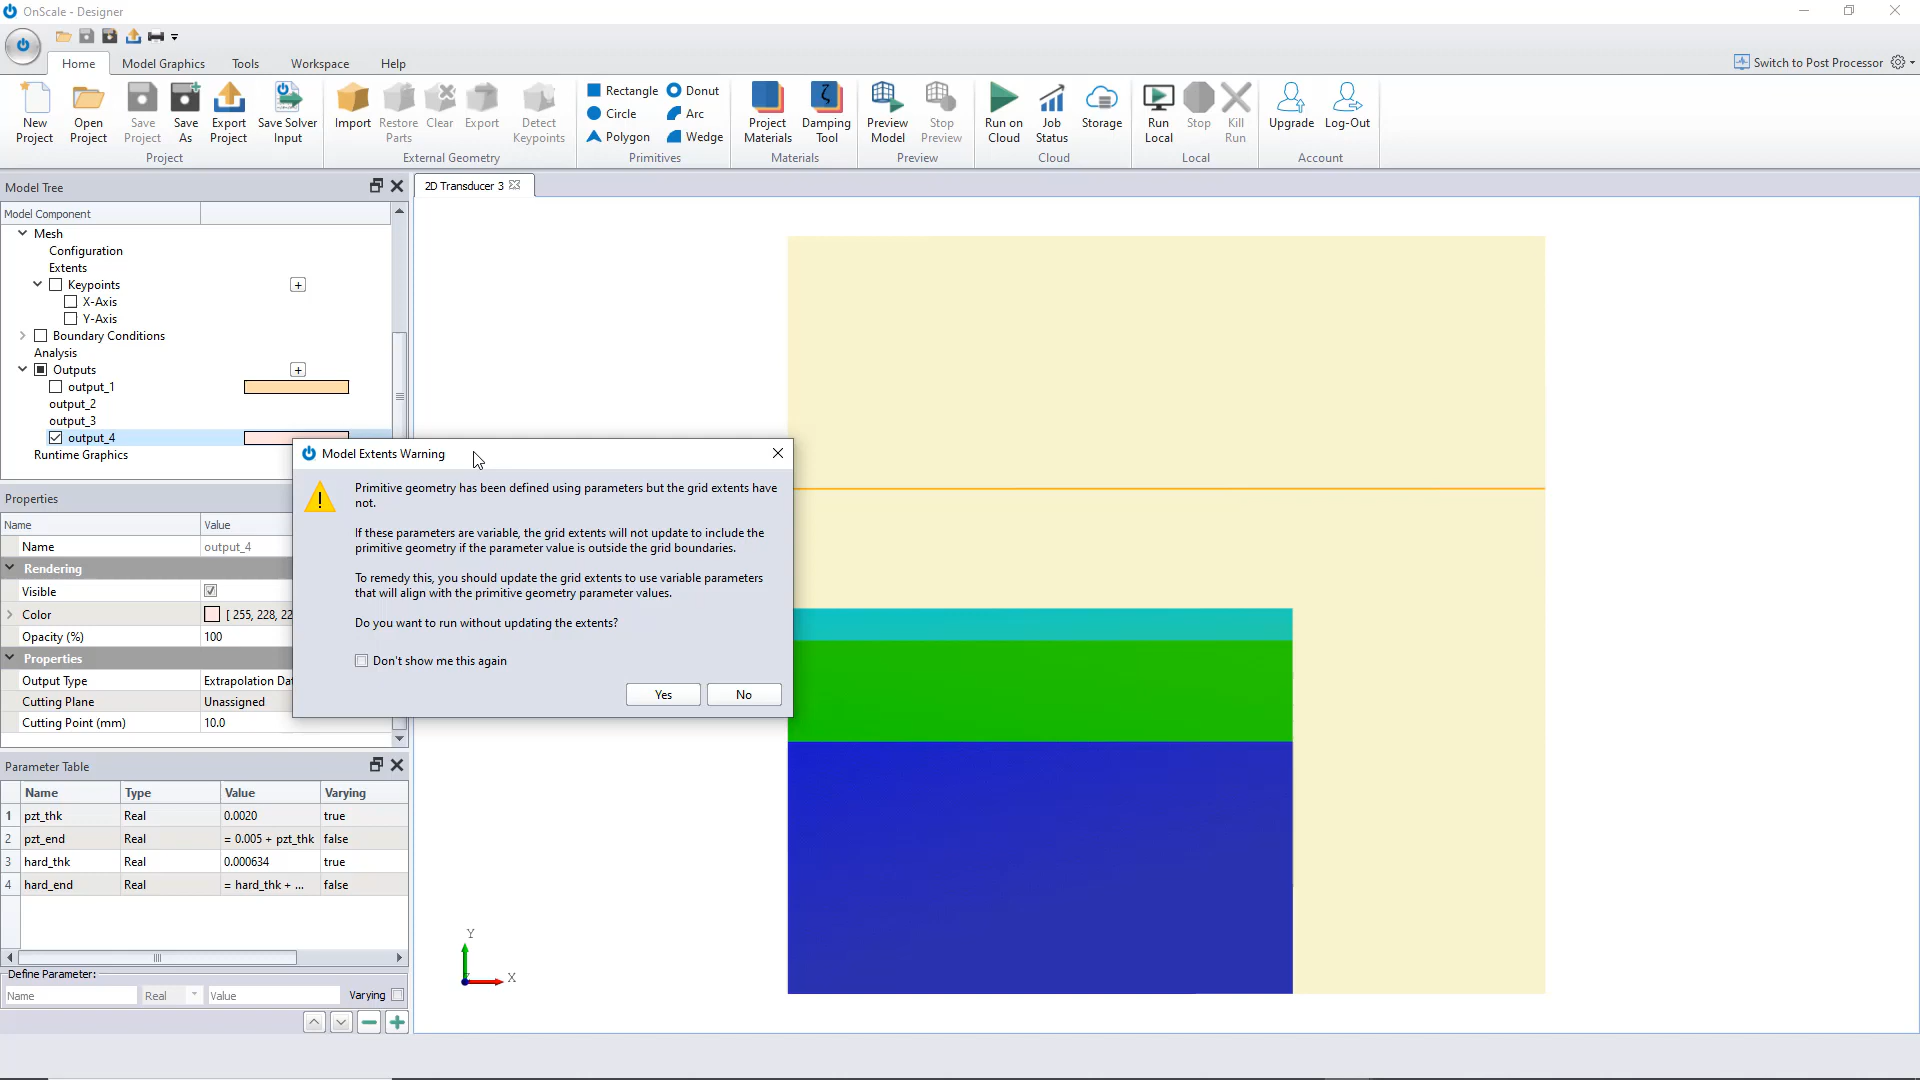 OnScale - Designer
Home
Model Graphics
Tools
Workspace
Help
Switch to Post Processor
New Project
Open Project
Save Project
Save As
Export Project
Save Solver Input
Project
Import
Restore Parts
Clear
Export
Detect Keypoints
External Geometry
Rectangle
Donut
Circle
Arc
Polygon
Wedge
Primitives
Project Materials
Damping Tool
Materials
Preview Model
Stop Preview
Preview
Run on Cloud
Job Status
Storage
Cloud
Run Local
Stop
Kill Run
Local
Upgrade
Log-Out
Account
Model Tree
2D Transducer 3
Model Component
Mesh
Configuration
Extents
Keypoints
X-Axis
Y-Axis
Boundary Conditions
Analysis
Outputs
output_1
output_2
output_3
output_4
Runtime Graphics
Model Extents Warning
Primitive geometry has been defined using parameters but the grid extents have
not.
If these parameters are variable, the grid extents will not update to include the
primitive geometry if the parameter value is outside the grid boundaries.
To remedy this, you should update the grid extents to use variable parameters
that will align with the primitive geometry parameter values.
Do you want to run without updating the extents?
Don't show me this again
Yes
No
Properties
Name Value
Name output_4
Rendering
Visible
Color [ 255, 228, 22
Opacity (%) 100
Properties
Output Type Extrapolation Da
Cutting Plane Unassigned
Cutting Point (mm) 10.0
Parameter Table
Name Type Value Varying
1 pzt_thk Real 0.0020 true
2 pzt_end Real = 0.005 + pzt_thk false
3 hard_thk Real 0.000634 true
4 hard_end Real = hard_thk + ... false
Define Parameter:
Name Real Value Varying
Y
X